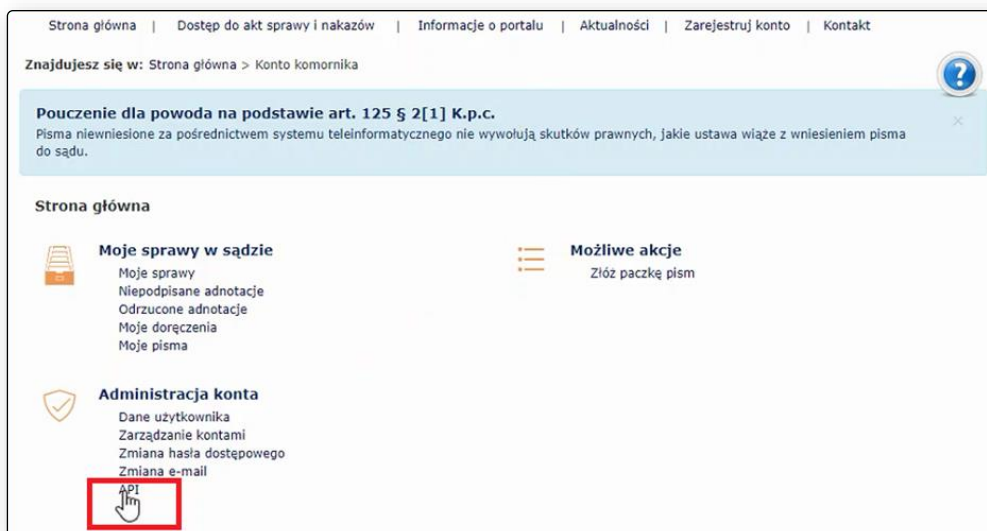 Strona główna | Dostęp do akt sprawy i nakazów | Informacje o portalu | Aktualności | Zarejestruj konto | Kontakt
Znajdujesz się w: Strona główna > Konto komornika
?
Pouczenie dla powoda na podstawie art. 125 § 2[1] K.p.c.
Pisma niewniesione za pośrednictwem systemu teleinformatycznego nie wywołują skutków prawnych, jakie ustawa wiąże z wniesieniem pisma
do sądu.
Strona główna
Moje sprawy w sądzie
Moje sprawy
Niepodpisane adnotacje
Odrzucone adnotacje
Moje doręczenia
Moje pisma
Możliwe akcje
Złóż paczkę pism
Administracja konta
Dane użytkownika
Zarządzanie kontami
Zmiana hasła dostępowego
Zmiana e-mail
API